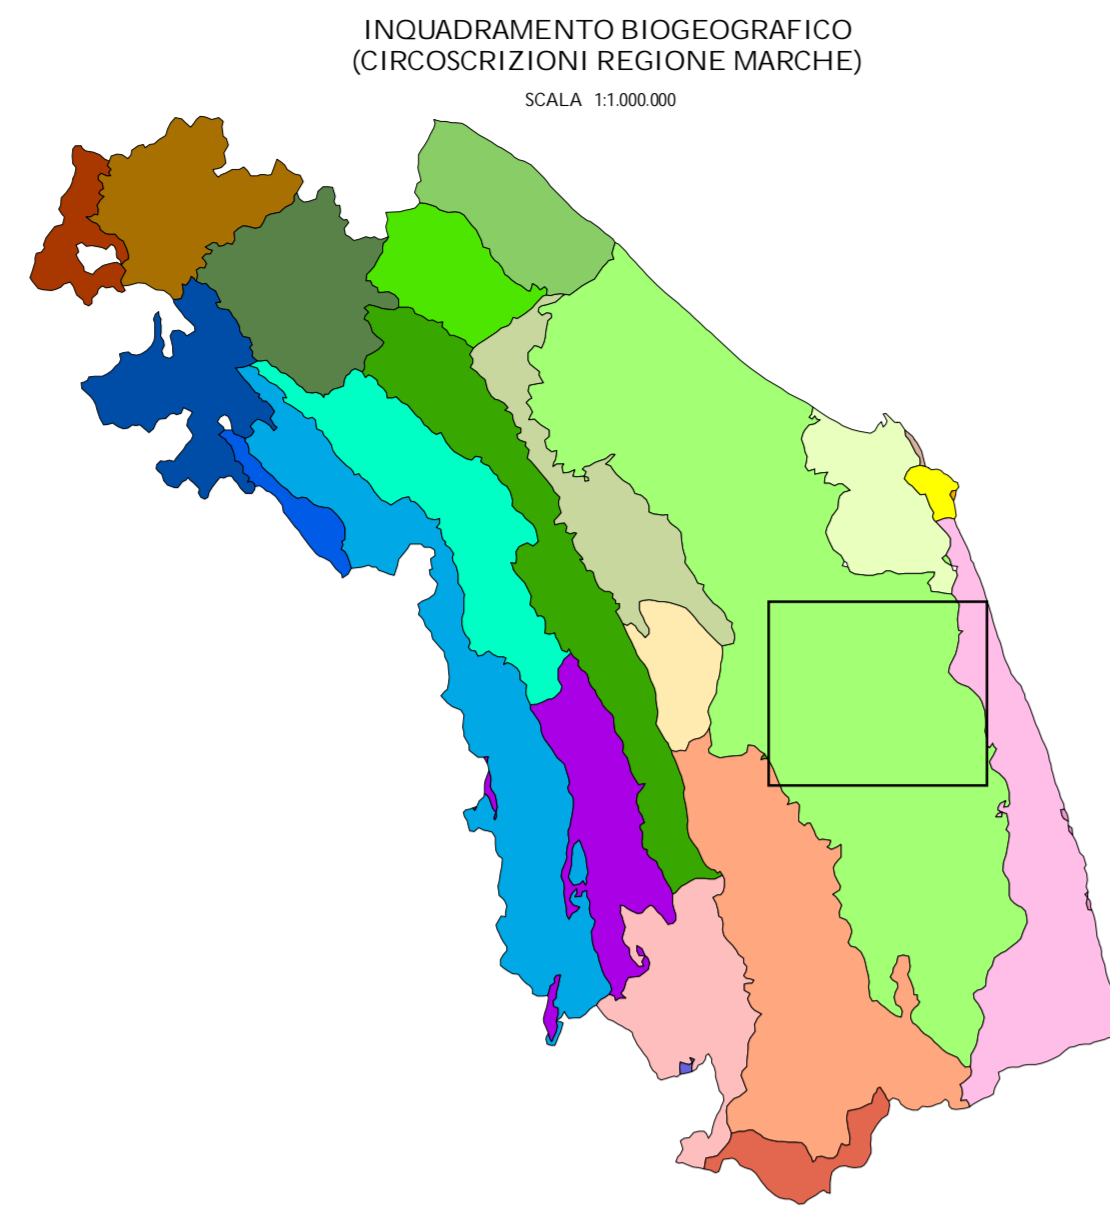 INQUADRAMENTO BIOGEOGRAFICO
(CIRCOSCRIZIONI REGIONE MARCHE)
SCALA 1:1.000.000